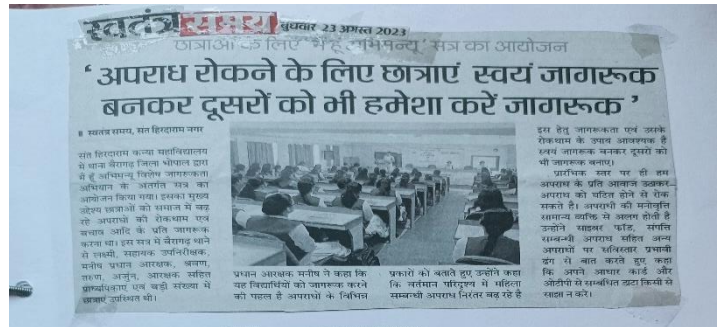 स्वतंत्र समय
बुधवार 23 अगस्त 2023
छात्राओं के लिए 'मैं हूँ अभिमन्यु' सत्र का आयोजन
' अपराध रोकने के लिए छात्राएं स्वयं जागरूक
बनकर दूसरों को भी हमेशा करें जागरूक '
स्वतंत्र समय, संत हिरदाराम नगर
संत हिरदाराम कन्या महाविद्यालय
में थाना बैरागढ़ जिला भोपाल द्वारा
मैं हूँ अभिमन्यु विशेष जागरूकता
अभियान के अंतर्गत सत्र का
आयोजन किया गया। इसका मुख्य
उद्देश्य छात्राओं को समाज में बढ़
रहे अपराधों की रोकथाम एवं
बचाव आदि के प्रति जागरूक
करना था। इस सत्र में बैरागढ़ थाने
से लक्ष्मी, सहायक उपनिरीक्षक,
मनीष प्रधान आरक्षक, श्रवण,
तरुण, अर्जुन, आरक्षक सहित
प्राध्यापिकाएं एवं बड़ी संख्या में
छात्राएं उपस्थित थी।
प्रधान आरक्षक मनीष ने कहा कि
यह विद्यार्थियों को जागरूक करने
की पहल है अपराधों के विभिन्न
प्रकारों को बताते हुए उन्होंने कहा
कि वर्तमान परिदृश्य में महिला
सम्बन्धी अपराध निरंतर बढ़ रहे है
इस हेतु जागरूकता एवं उसके
रोकथाम के उपाय आवश्यक है
स्वयं जागरूक बनकर दूसरों को
भी जागरूक बनाए।
प्रारंभिक स्तर पर ही हम
अपराध के प्रति आवाज उठाकर
अपराध को घटित होने से रोक
सकते है। अपराधी की मनोवृत्ति
सामान्य व्यक्ति से अलग होती है
उन्होंने साइबर फ्रॉड, संपत्ति
सम्बन्धी अपराध सहित अन्य
अपराधों पर सविस्तार प्रभावी
ढंग से बात करते हुए कहा
कि अपने आधार कार्ड और
ओटीपी से सम्बंधित डाटा किसी से
साझा न करें।